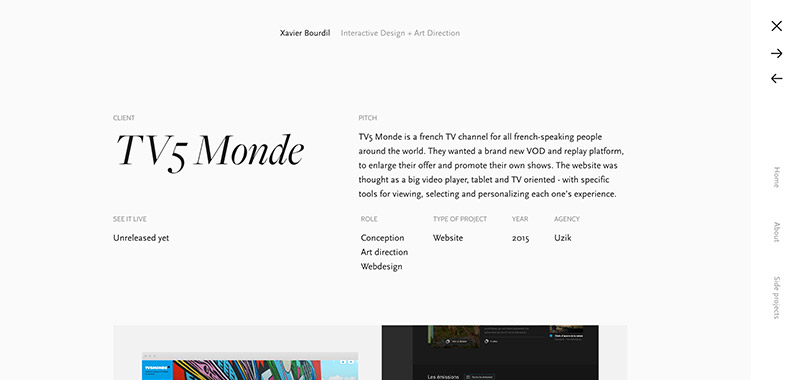 Xavier Bourdil Interactive Design + Art Direction
CLIENT
TV5 Monde
PITCH
TV5 Monde is a french TV channel for all french-speaking people
around the world. They wanted a brand new VOD and replay platform,
to enlarge their offer and promote their own shows. The website was
thought as a big video player, tablet and TV oriented - with specific
tools for viewing, selecting and personalizing each one's experience.
SEE IT LIVE
Unreleased yet
ROLE
Conception
Art direction
Webdesign
TYPE OF PROJECT
Website
YEAR
2015
AGENCY
Uzik
Home
About
Side projects
TV5MONDE
Les émissions